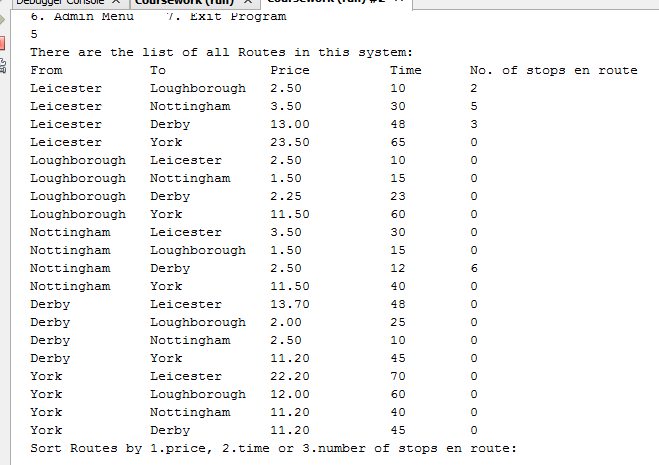 Debugger Console × Coursework (run) × Coursework (run) #2 ×
6. Admin Menu    7. Exit Program
5
There are the list of all Routes in this system:
From           To             Price          Time      No. of stops en route
Leicester      Loughborough   2.50           10        2
Leicester      Nottingham     3.50           30        5
Leicester      Derby          13.00          48        3
Leicester      York           23.50          65        0
Loughborough   Leicester      2.50           10        0
Loughborough   Nottingham     1.50           15        0
Loughborough   Derby          2.25           23        0
Loughborough   York           11.50          60        0
Nottingham     Leicester      3.50           30        0
Nottingham     Loughborough   1.50           15        0
Nottingham     Derby          2.50           12        6
Nottingham     York           11.50          40        0
Derby          Leicester      13.70          48        0
Derby          Loughborough   2.00           25        0
Derby          Nottingham     2.50           10        0
Derby          York           11.20          45        0
York           Leicester      22.20          70        0
York           Loughborough   12.00          60        0
York           Nottingham     11.20          40        0
York           Derby          11.20          45        0
Sort Routes by 1.price, 2.time or 3.number of stops en route: